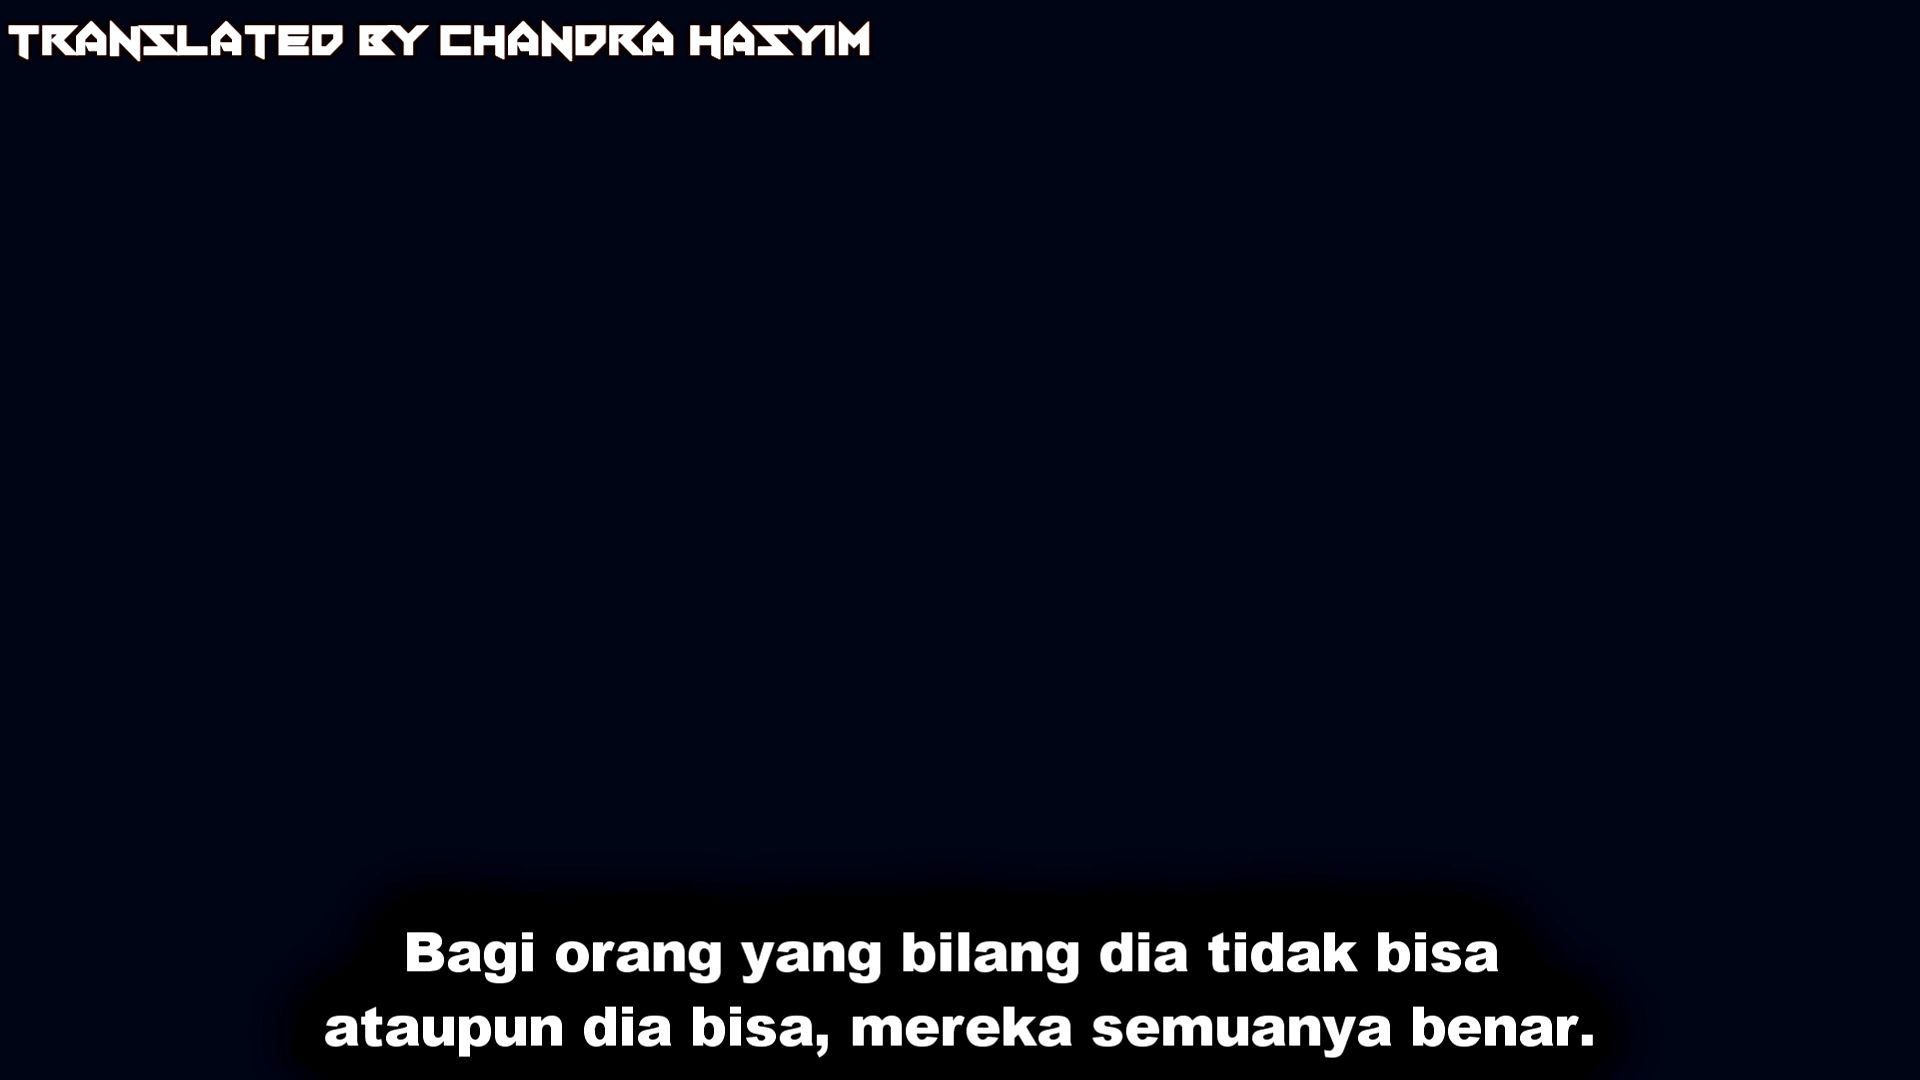 TRANSLATED BY CHANDRA HASYIM
Bagi orang yang bilang dia tidak bisa
ataupun dia bisa, mereka semuanya benar.